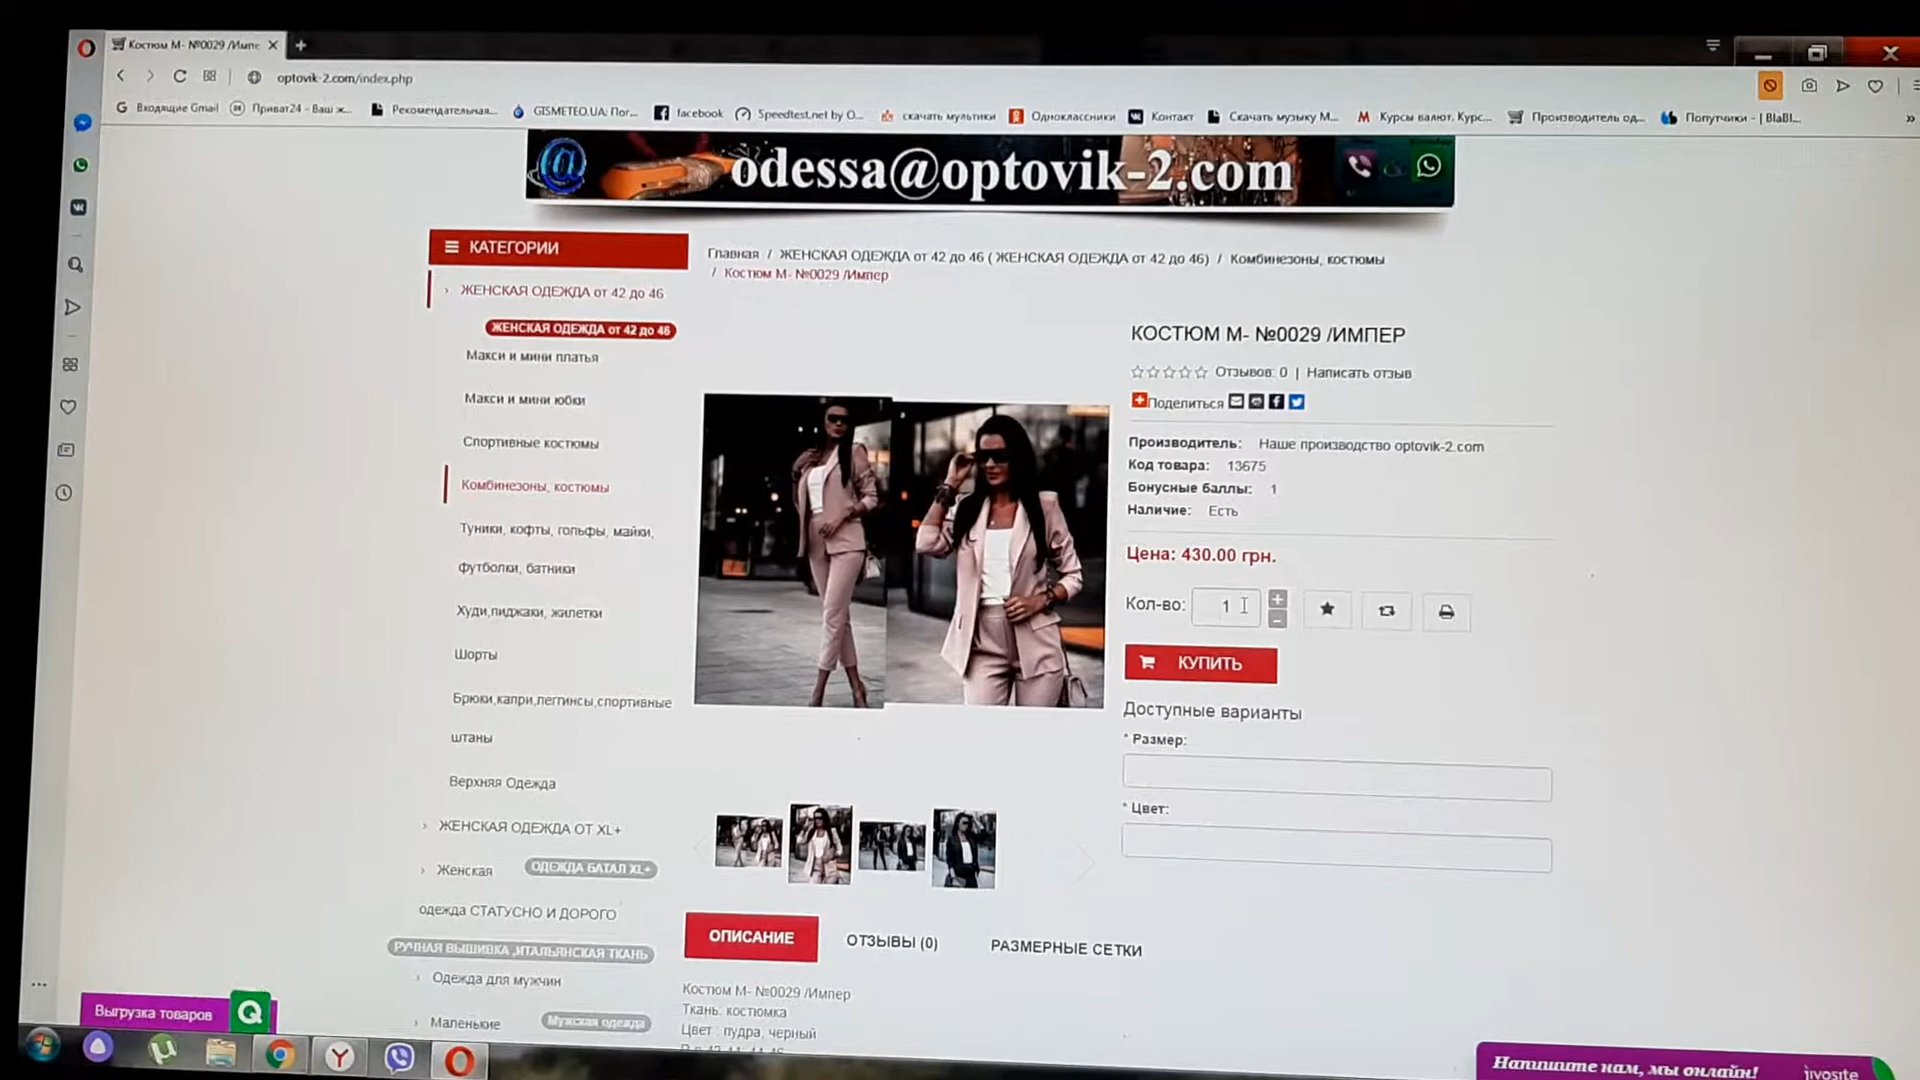 Костюм М- №0029 /Импе
optovik-2.com/index.php
Входящие Gmail
Приват24 - Ваш ж...
Рекомендательная...
GISMETEO.UA: Пог...
facebook
Speedtest.net by O...
скачать мультики
Одноклассники
Контакт
Скачать музыку М...
Курсы валют. Курс...
Производитель од...
Попутчики - | BlaBl...
odessa@optovik-2.com
КАТЕГОРИИ
Главная / ЖЕНСКАЯ ОДЕЖДА от 42 до 46 ( ЖЕНСКАЯ ОДЕЖДА от 42 до 46) / Комбинезоны, костюмы
/ Костюм М- №0029 /Импер
ЖЕНСКАЯ ОДЕЖДА от 42 до 46
ЖЕНСКАЯ ОДЕЖДА от 42 до 46
Макси и мини платья
Макси и мини юбки
Спортивные костюмы
Комбинезоны, костюмы
Туники, кофты, гольфы, майки,
футболки, батники
Худи,пиджаки, жилетки
Шорты
Брюки,капри,леггинсы,спортивные
штаны
Верхняя Одежда
ЖЕНСКАЯ ОДЕЖДА ОТ XL+
Женская
ОДЕЖДА БАТАЛ XL+
одежда СТАТУСНО И ДОРОГО
РУЧНАЯ ВЫШИВКА ,ИТАЛЬЯНСКАЯ ТКАНЬ
Одежда для мужчин
Маленькие
Мужская одежда
КОСТЮМ М- №0029 /ИМПЕР
Отзывов: 0 | Написать отзыв
Поделиться
Производитель: Наше производство optovik-2.com
Код товара: 13675
Бонусные баллы: 1
Наличие: Есть
Цена: 430.00 грн.
Кол-во: 1
КУПИТЬ
Доступные варианты
* Размер:
* Цвет:
ОПИСАНИЕ
ОТЗЫВЫ (0)
РАЗМЕРНЫЕ СЕТКИ
Костюм М- №0029 /Импер
Ткань: костюмка
Цвет : пудра, черный
Выгрузка товаров
Напишите нам, мы онлайн!
jivosite